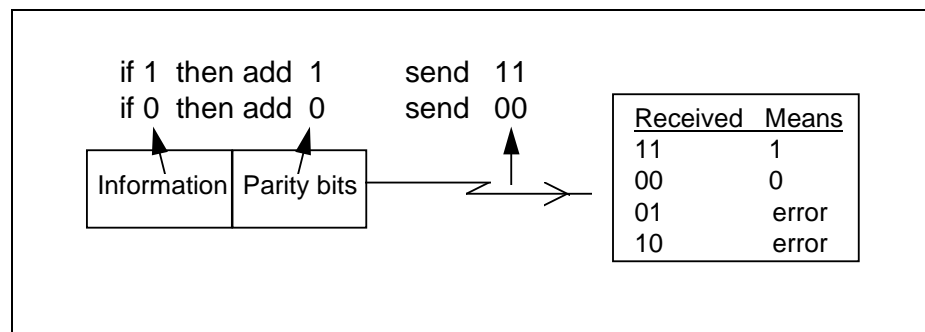 if 1 then add 1 send 11
if 0 then add 0 send 00
Information Parity bits
Received Means
11 1
00 0
01 error
10 error